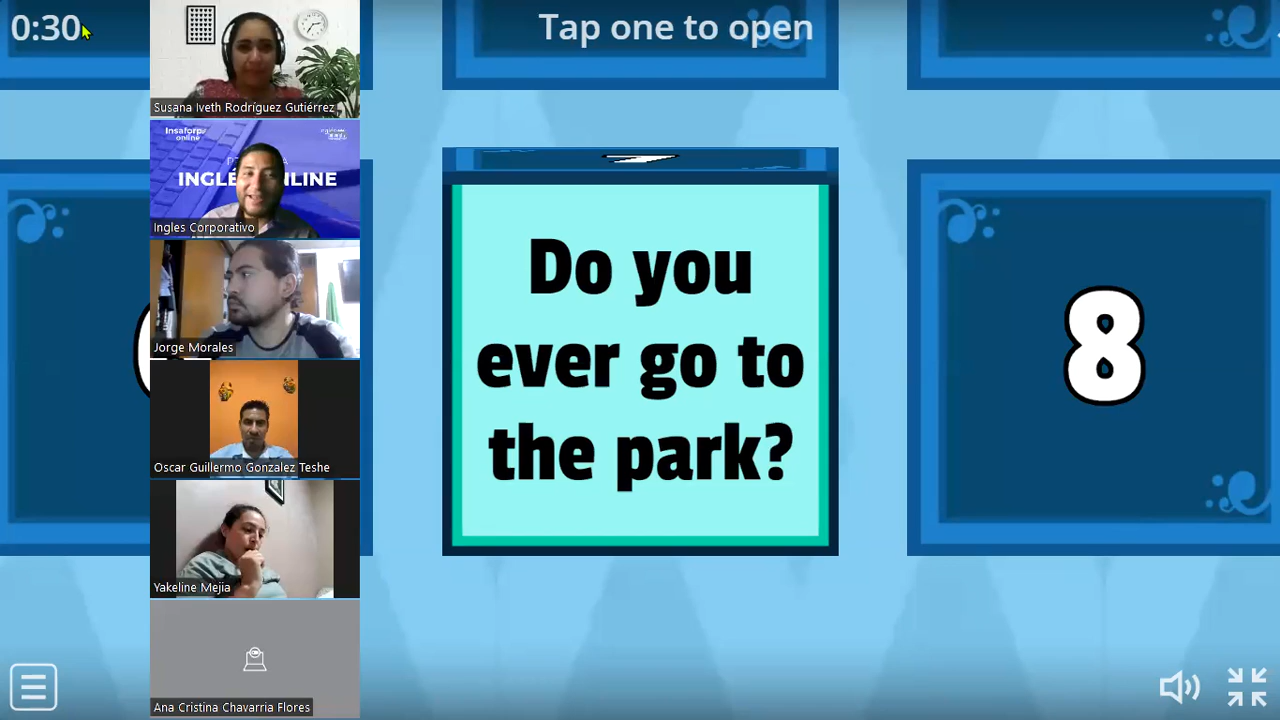 0:30
Tap one to open
Susana Iveth Rodríguez Gutiérrez
Insaforp
online
INGLÉ
NLINE
Ingles Corporativo
Jorge Morales
Oscar Guillermo Gonzalez Teshe
Yakeline Mejia
Ana Cristina Chavarria Flores
Do you
ever go to
the park?
8